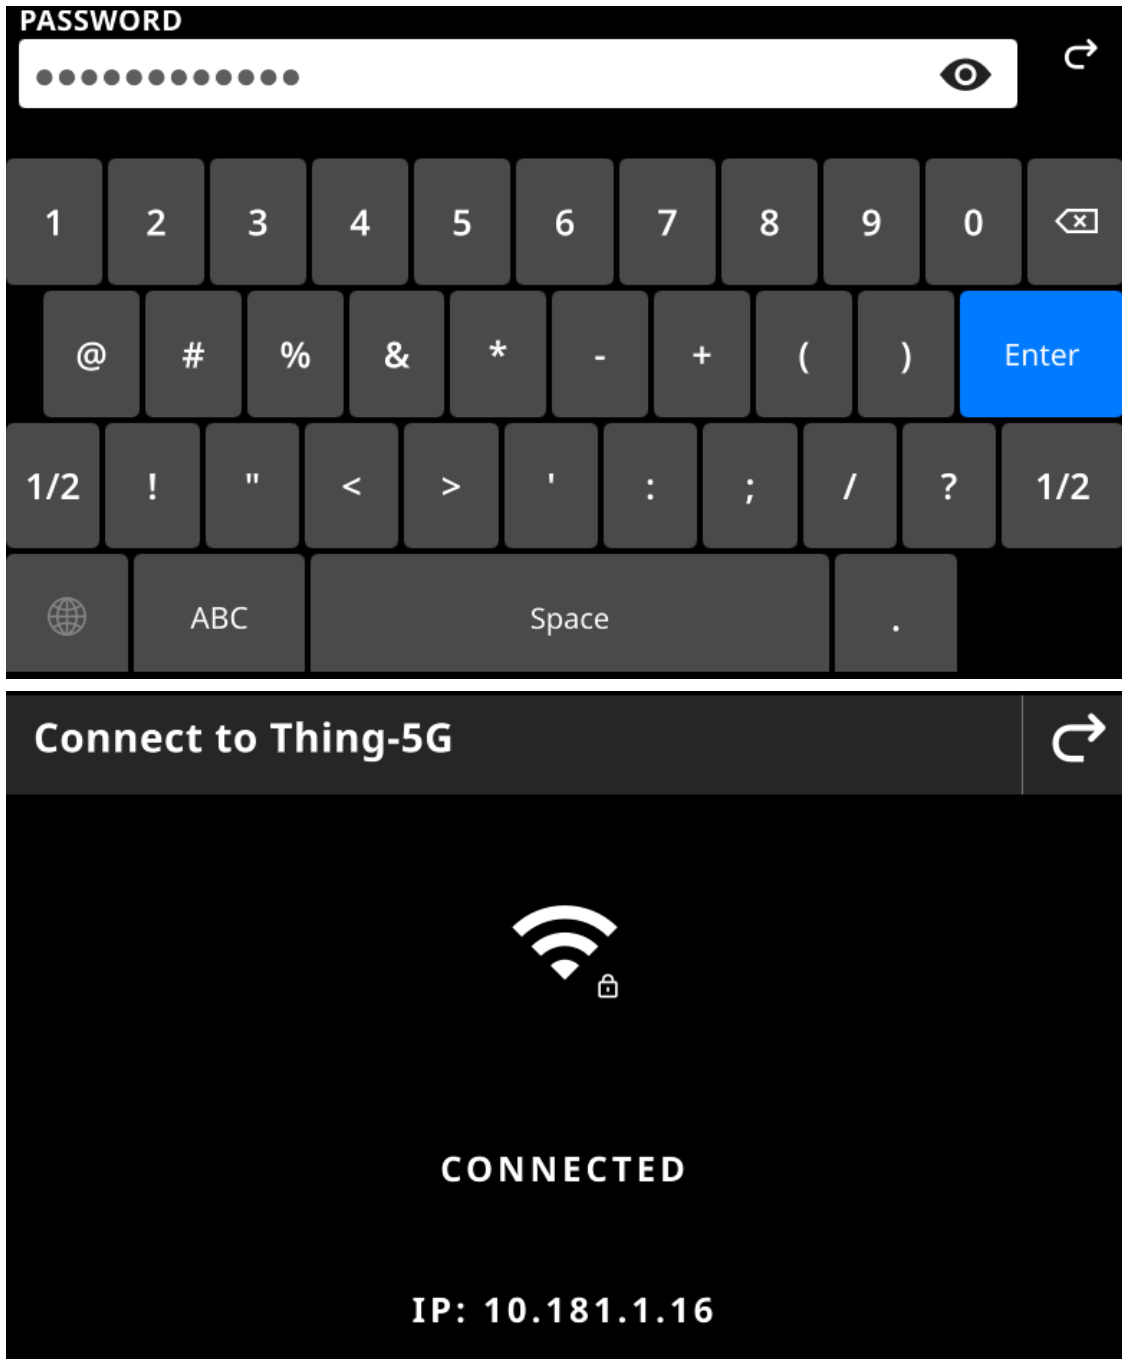 PASSWORD
●●●●●●●●●●●●
1 2 3 4 5 6 7 8 9 0
@ # % & * - + ( ) Enter
1/2 ! " < > ' : ; / ? 1/2
ABC Space .
Connect to Thing-5G
CONNECTED
IP: 10.181.1.16